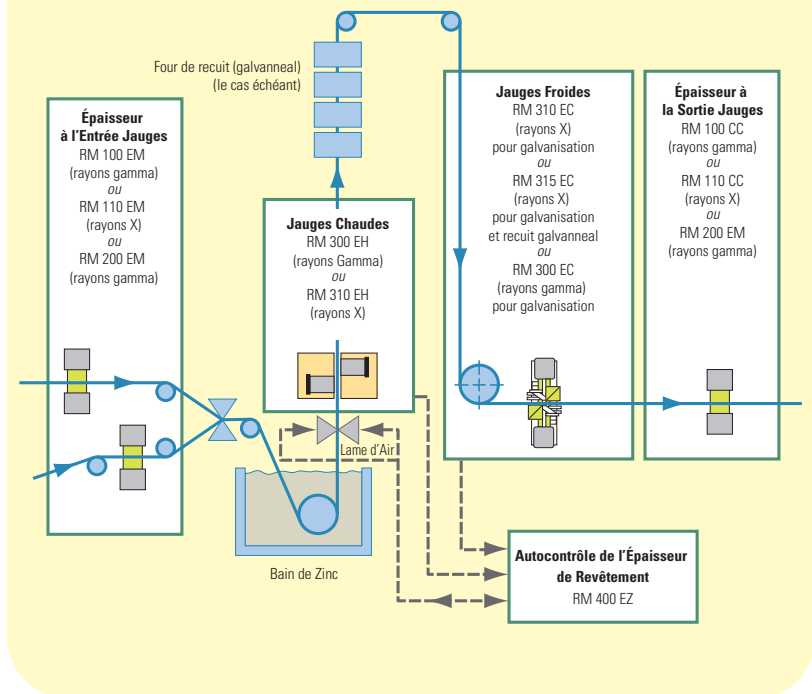 Four de recuit (galvanneal)
(le cas échéant)
Épaisseur
à l'Entrée Jauges
RM 100 EM
(rayons gamma)
ou
RM 110 EM
(rayons X)
ou
RM 200 EM
(rayons gamma)
Jauges Chaudes
RM 300 EH
(rayons Gamma)
ou
RM 310 EH
(rayons X)
Jauges Froides
RM 310 EC
(rayons X)
pour galvanisation
ou
RM 315 EC
(rayons X)
pour galvanisation
et recuit galvanneal
ou
RM 300 EC
(rayons gamma)
pour galvanisation
Épaisseur à
la Sortie Jauges
RM 100 CC
(rayons gamma)
ou
RM 110 CC
(rayons X)
ou
RM 200 EM
(rayons gamma)
Lame d'Air
Bain de Zinc
Autocontrôle de l'Épaisseur
de Revêtement
RM 400 EZ